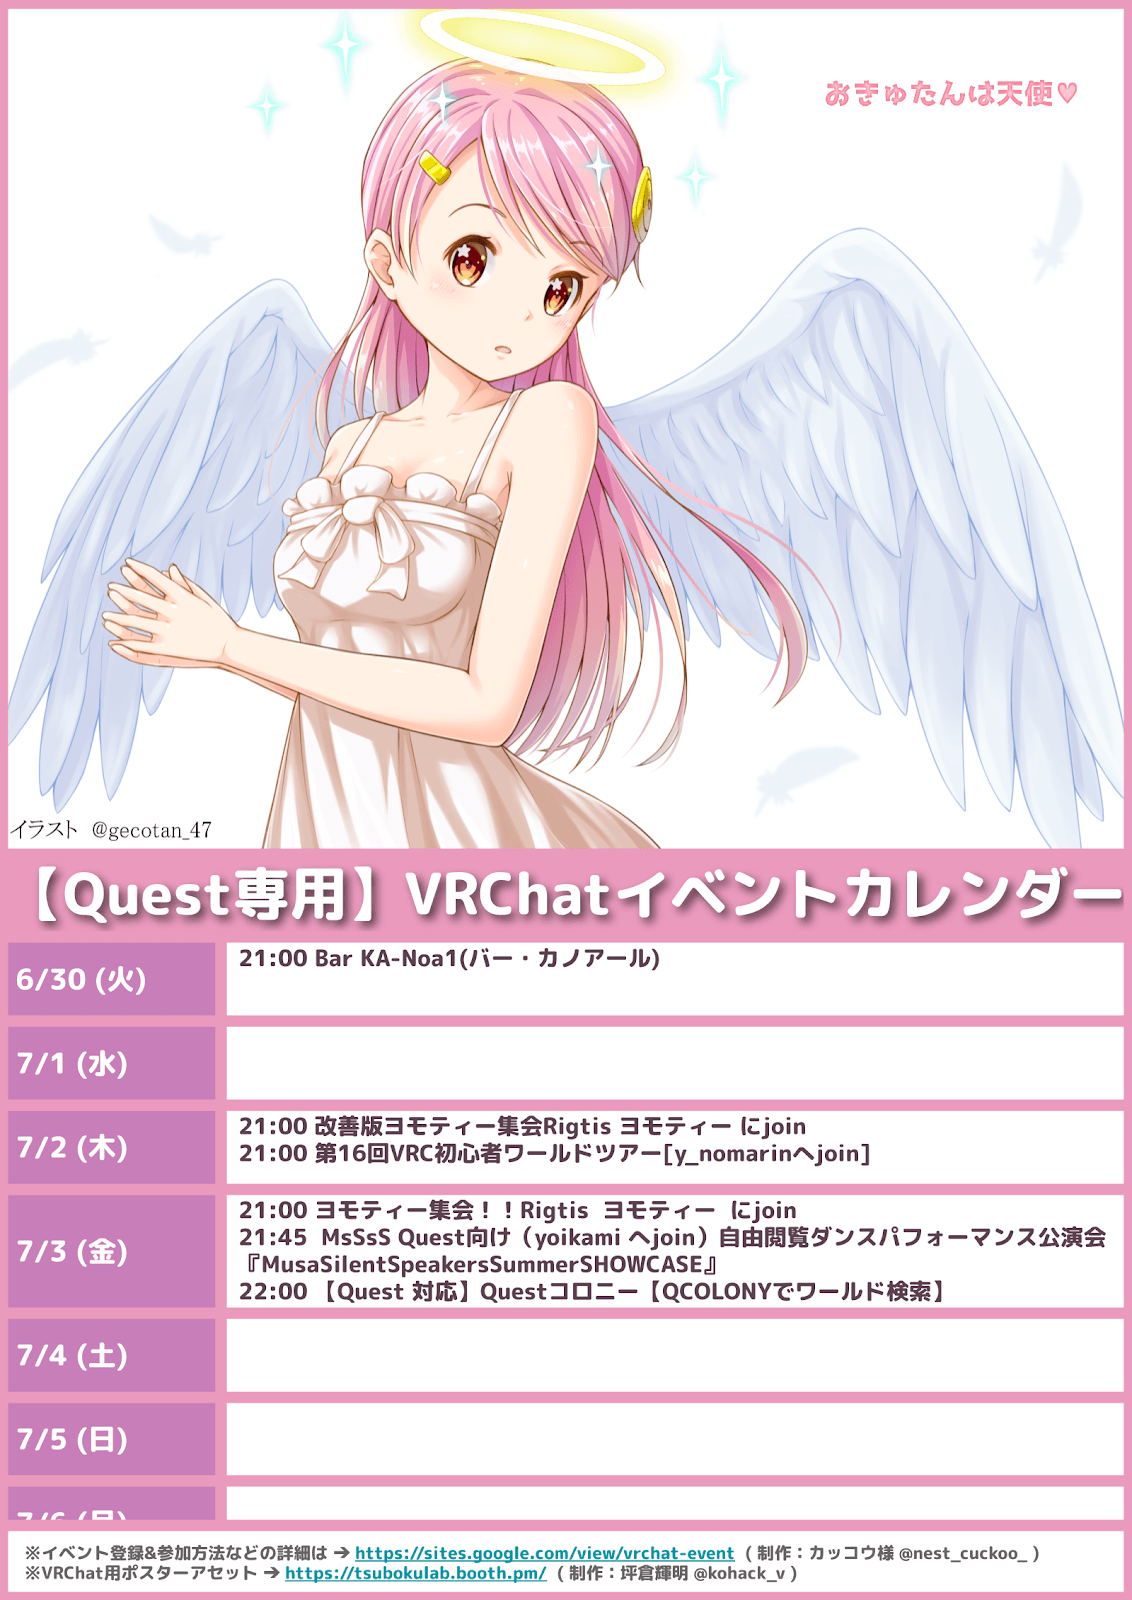 おきゅたんは天使♥
イラスト @gecotan_47
【Quest専用】VRChatイベントカレンダー
6/30 (火)
21:00 Bar KA-Noa1(バー・カノアール)
7/1 (水)
7/2 (木)
21:00 改善版ヨモティー集会Rigtis ヨモティー にjoin
21:00 第16回VRC初心者ワールドツアー[y_nomarinへjoin]
7/3 (金)
21:00 ヨモティー集会！！Rigtis ヨモティー にjoin
21:45 MsSsS Quest向け（yoikami へjoin）自由閲覧ダンスパフォーマンス公演会
『MusaSilentSpeakersSummerSHOWCASE』
22:00 【Quest 対応】Questコロニー【QCOLONYでワールド検索】
7/4 (土)
7/5 (日)
7/6 (月)
※イベント登録&参加方法などの詳細は → https://sites.google.com/view/vrchat-event ( 制作：カッコウ様 @nest_cuckoo_ )
※VRChat用ポスターアセット → https://tsubokulab.booth.pm/ ( 制作：坪倉輝明 @kohack_v )